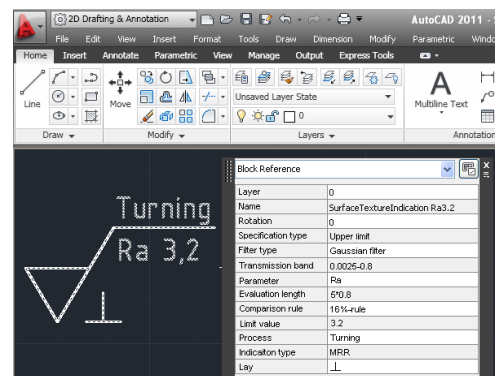 2D Drafting & Annotation
AutoCAD 2011 - S
File Edit View Insert Format Tools Draw Dimension Modify Parametric Windo
Home Insert Annotate Parametric View Manage Output Express Tools
Line
Move
Unsaved Layer State
0
A
Multiline Text
Draw Modify Layers Annotation
Block Reference
Layer 0
Name SurfaceTextureIndication Ra3.2
Rotation 0
Specification type Upper limit
Filter type Gaussian filter
Transmission band 0.0025-0.8
Parameter Ra
Evaluation length 5*0.8
Comparison rule 16%-rule
Limit value 3.2
Process Turning
Indicaiton type MRR
Lay ⊥
Turning
Ra 3,2
⊥